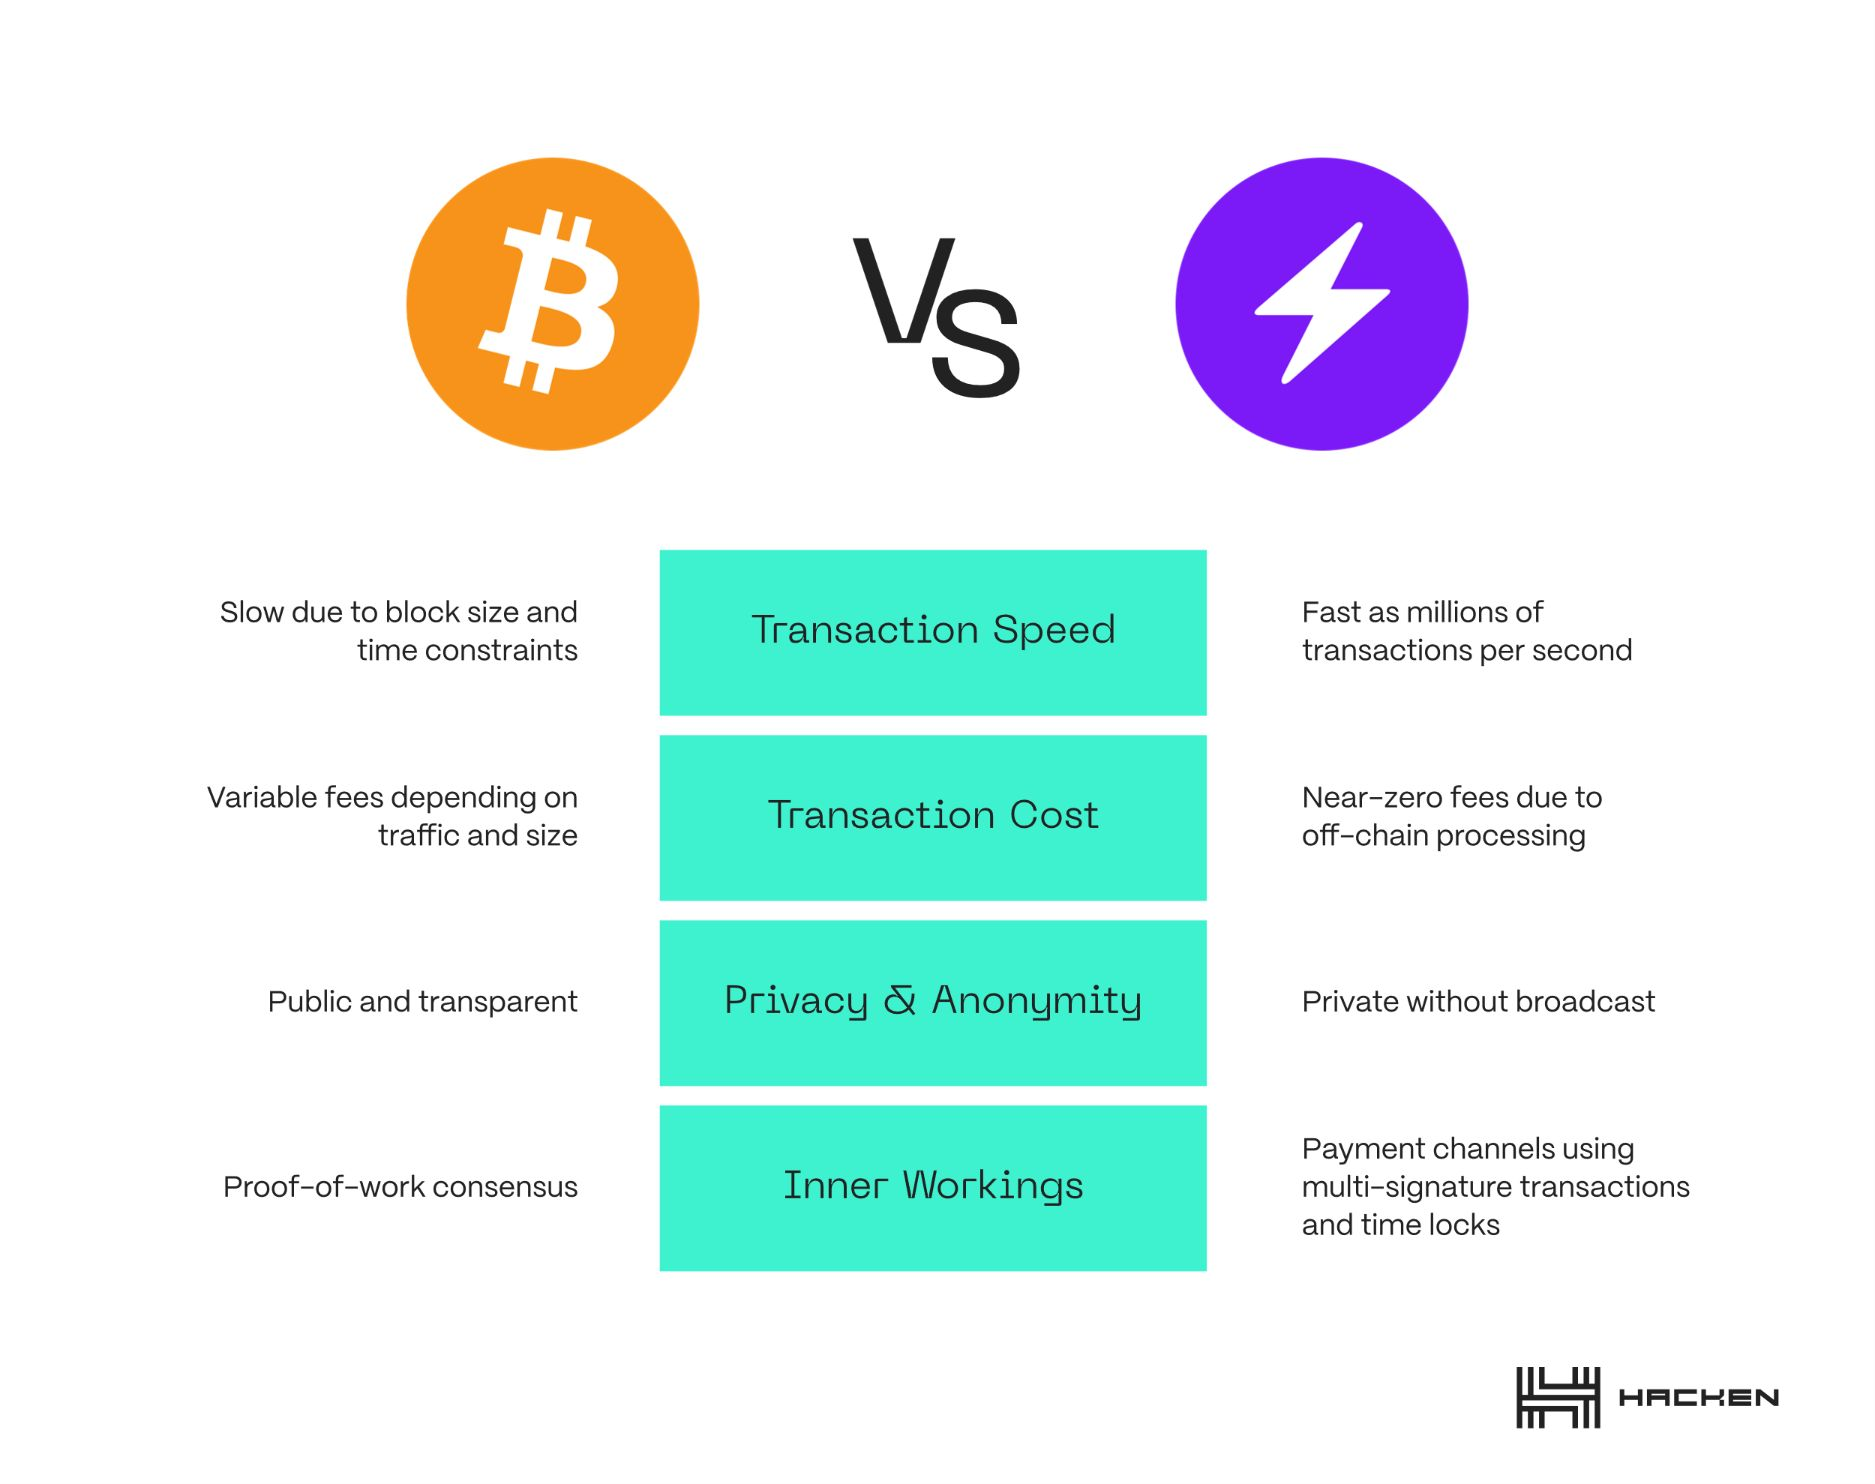 VS
Slow due to block size and
time constraints
Transaction Speed
Fast as millions of
transactions per second
Variable fees depending on
traffic and size
Transaction Cost
Near-zero fees due to
off-chain processing
Public and transparent
Privacy & Anonymity
Private without broadcast
Proof-of-work consensus
Inner Workings
Payment channels using
multi-signature transactions
and time locks
HACKEN